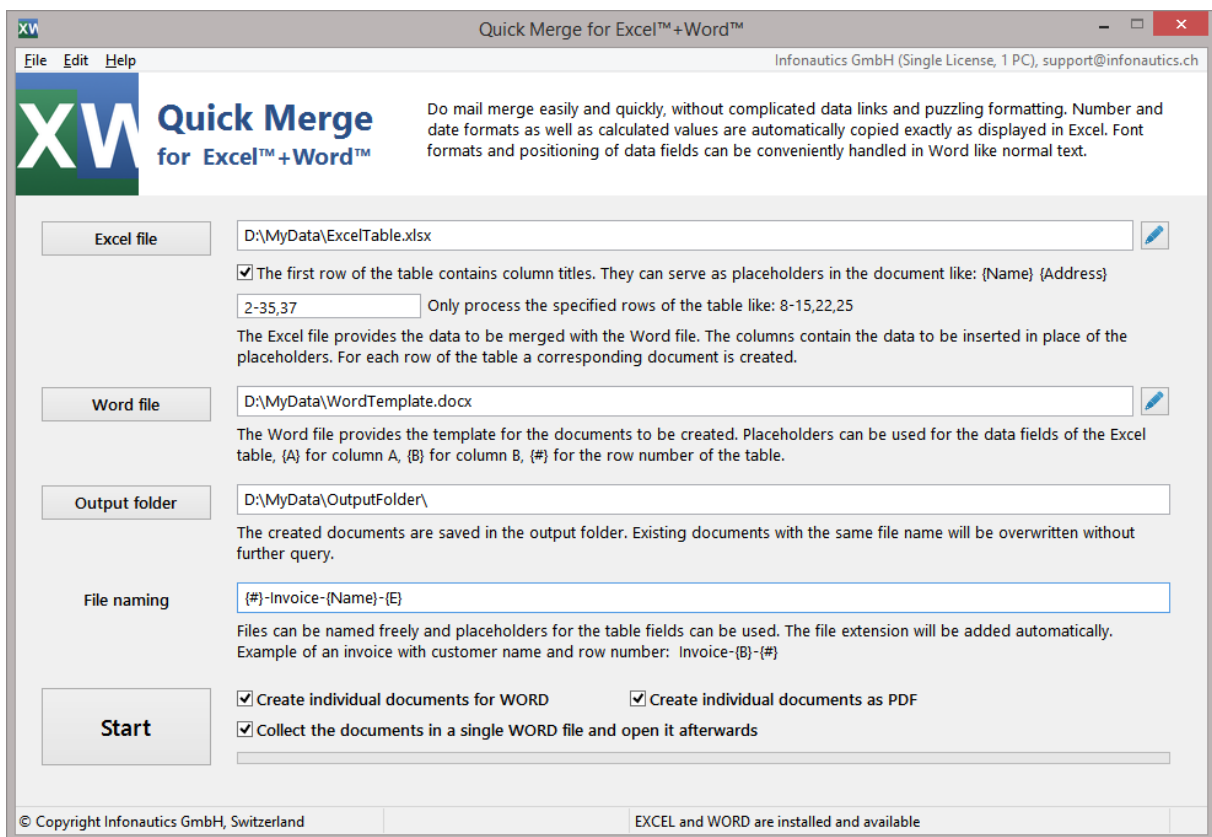 XW
Quick Merge for Excel™+Word™
File Edit Help
Infonautics GmbH (Single License, 1 PC), support@infonautics.ch
XW
Quick Merge
for Excel™+Word™
Do mail merge easily and quickly, without complicated data links and puzzling formatting. Number and
date formats as well as calculated values are automatically copied exactly as displayed in Excel. Font
formats and positioning of data fields can be conveniently handled in Word like normal text.
Excel file
D:\MyData\ExcelTable.xlsx
The first row of the table contains column titles. They can serve as placeholders in the document like: {Name} {Address}
2-35,37
Only process the specified rows of the table like: 8-15,22,25
The Excel file provides the data to be merged with the Word file. The columns contain the data to be inserted in place of the
placeholders. For each row of the table a corresponding document is created.
Word file
D:\MyData\WordTemplate.docx
The Word file provides the template for the documents to be created. Placeholders can be used for the data fields of the Excel
table, {A} for column A, {B} for column B, {#} for the row number of the table.
Output folder
D:\MyData\OutputFolder\
The created documents are saved in the output folder. Existing documents with the same file name will be overwritten without
further query.
File naming
{#}-Invoice-{Name}-{E}
Files can be named freely and placeholders for the table fields can be used. The file extension will be added automatically.
Example of an invoice with customer name and row number: Invoice-{B}-{#}
Start
Create individual documents for WORD
Create individual documents as PDF
Collect the documents in a single WORD file and open it afterwards
© Copyright Infonautics GmbH, Switzerland
EXCEL and WORD are installed and available